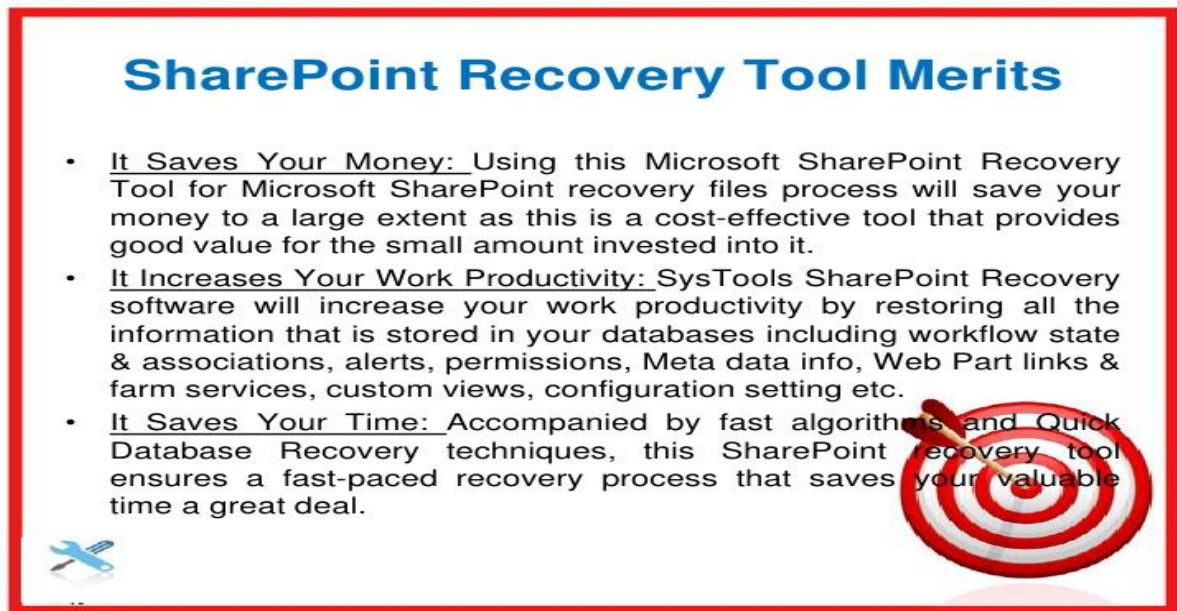 SharePoint Recovery Tool Merits
• It Saves Your Money: Using this Microsoft SharePoint Recovery
Tool for Microsoft SharePoint recovery files process will save your
money to a large extent as this is a cost-effective tool that provides
good value for the small amount invested into it.
• It Increases Your Work Productivity: SysTools SharePoint Recovery
software will increase your work productivity by restoring all the
information that is stored in your databases including workflow state
& associations, alerts, permissions, Meta data info, Web Part links &
farm services, custom views, configuration setting etc.
• It Saves Your Time: Accompanied by fast algorithms and Quick
Database Recovery techniques, this SharePoint recovery tool
ensures a fast-paced recovery process that saves your valuable
time a great deal.